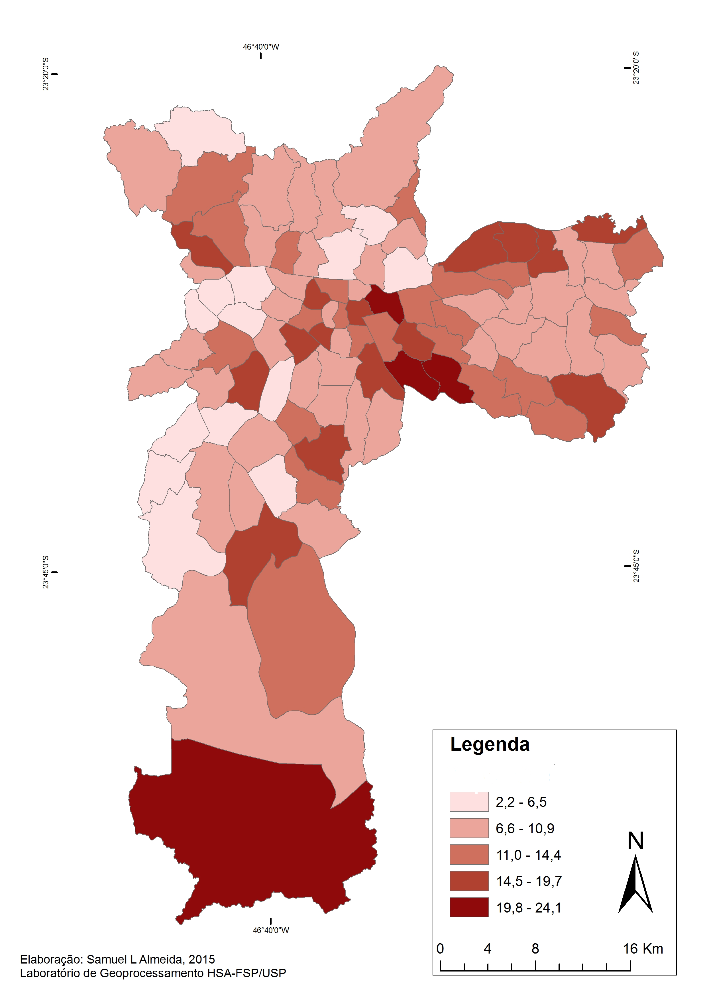 46°40'0"W
23°20'0"S
23°20'0"S
23°45'0"S
23°45'0"S
Legenda
2,2 - 6,5
6,6 - 10,9
11,0 - 14,4
14,5 - 19,7
19,8 - 24,1
N
0 4 8 16 Km
46°40'0"W
Elaboração: Samuel L Almeida, 2015
Laboratório de Geoprocessamento HSA-FSP/USP